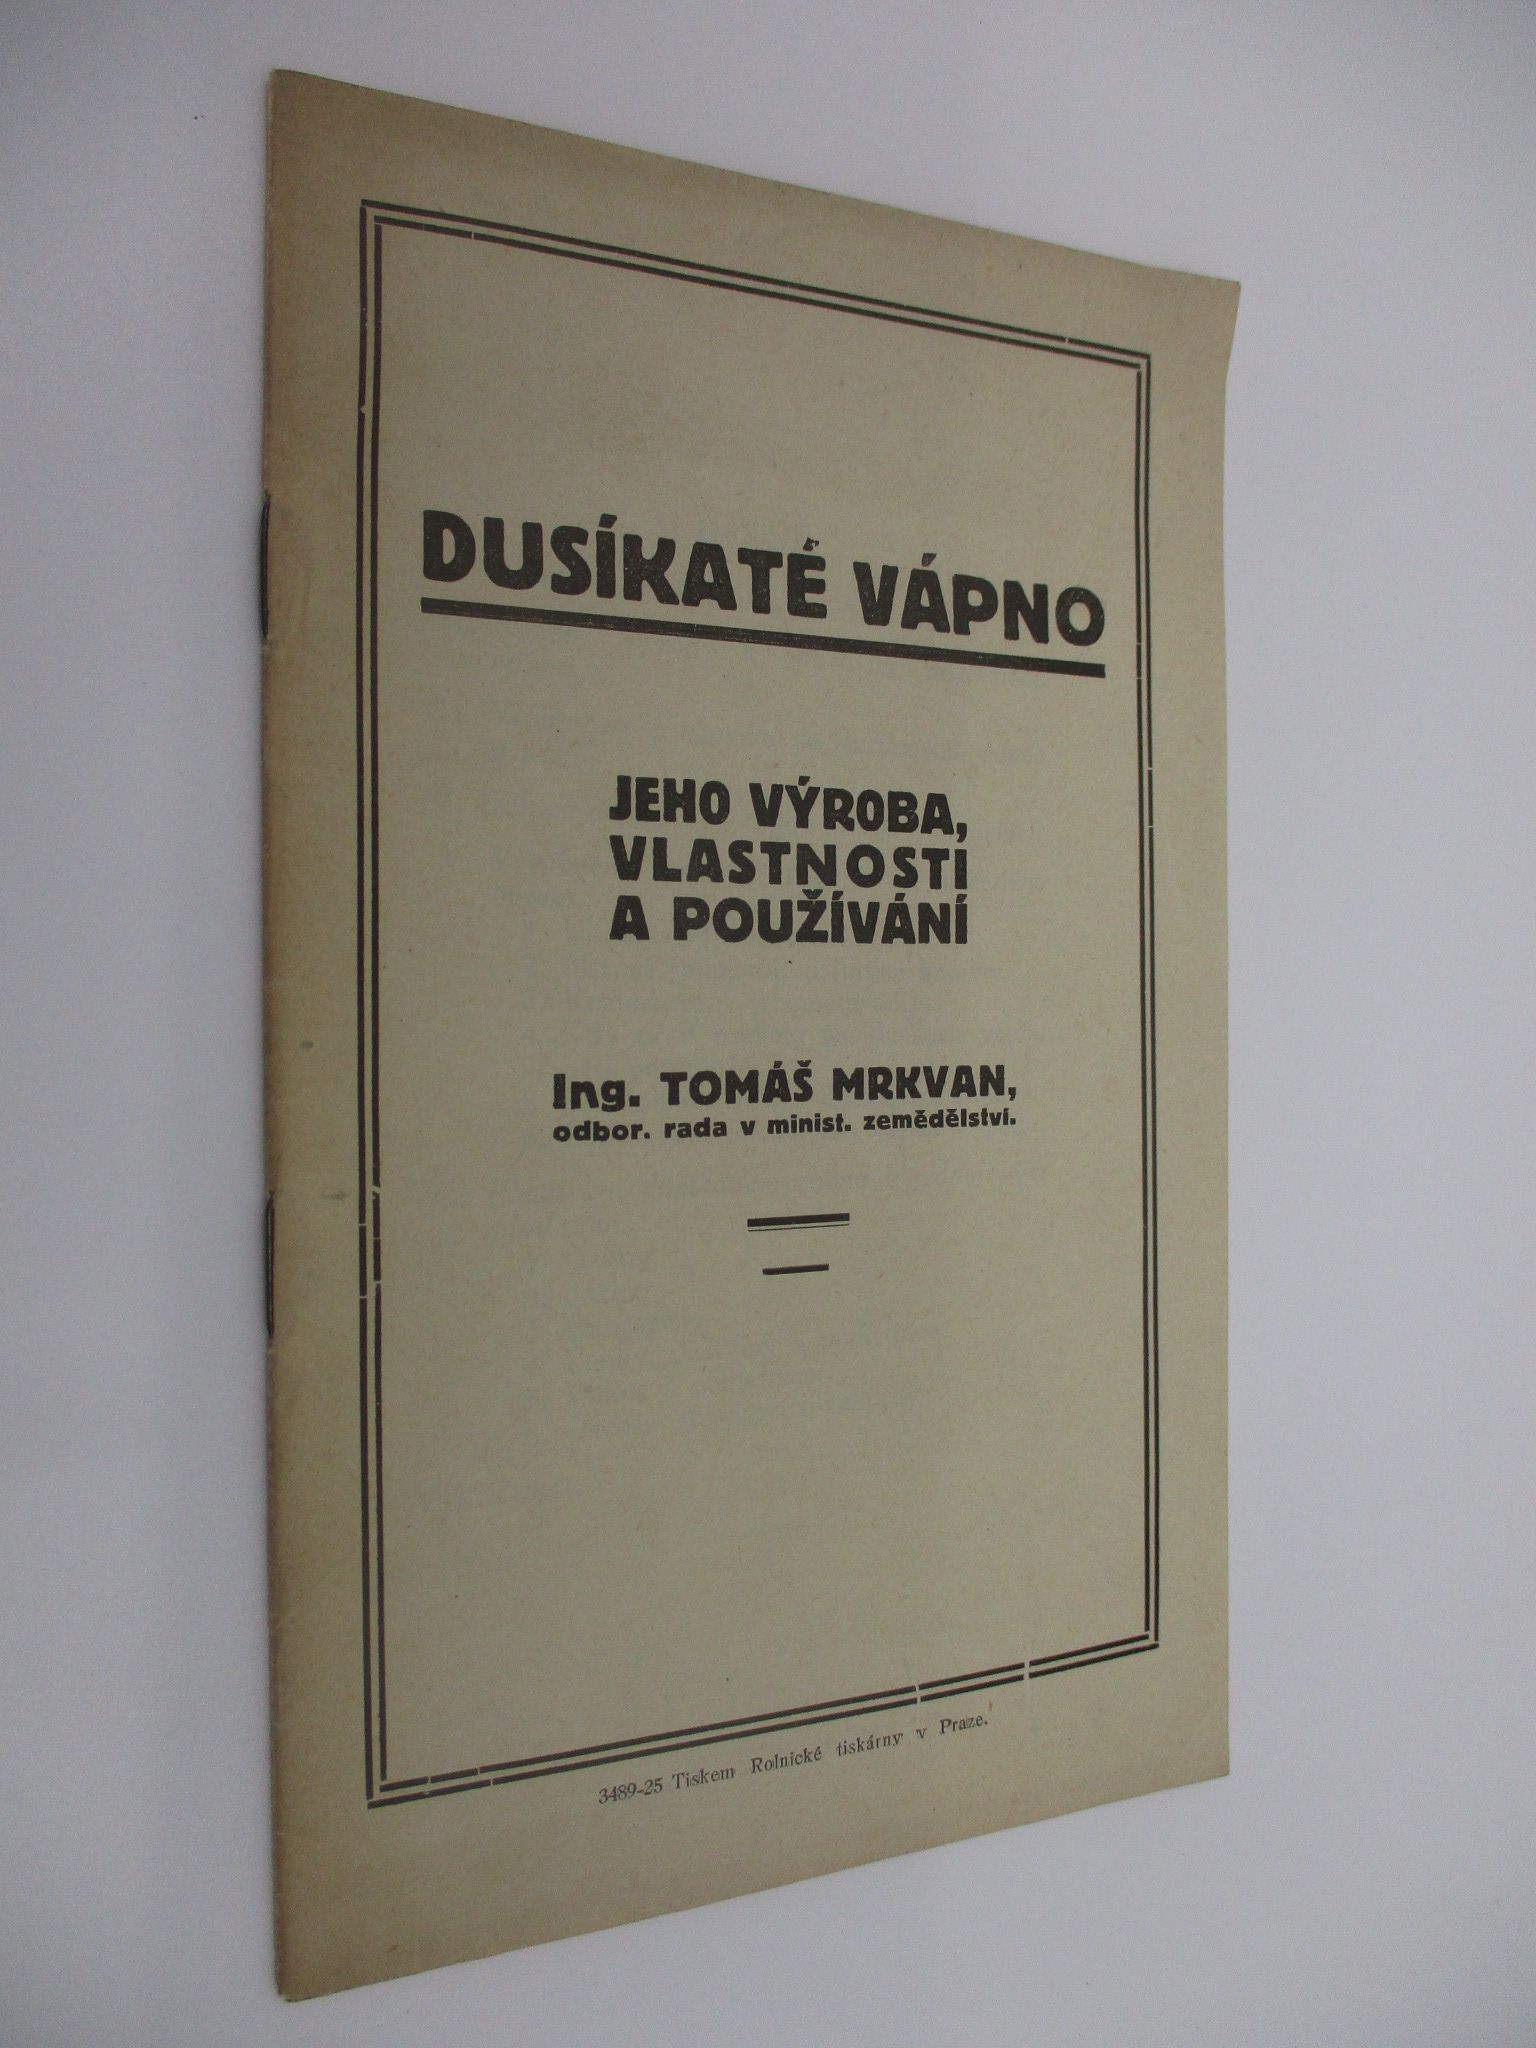 DUSÍKATÉ VÁPNO
JEHO VÝROBA,
VLASTNOSTI
A POUŽÍVÁNÍ
Ing. TOMÁŠ MRKVAN,
odbor. rada v minist. zemědělství.
3489-25 Tiskem Rolnické tiskárny v Praze.